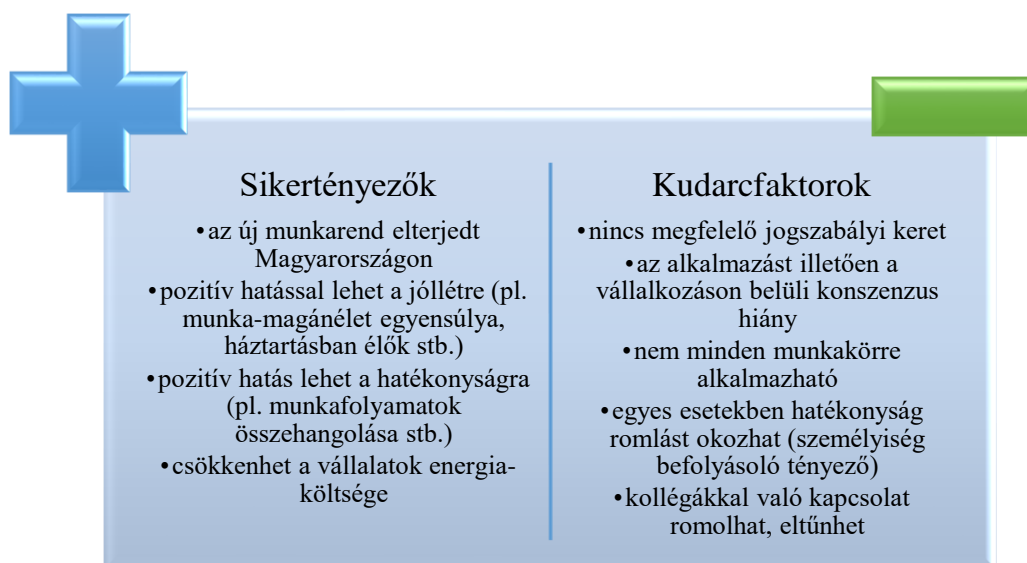 Sikertényezők
•az új munkarend elterjedt
Magyarországon
•pozitív hatással lehet a jóllétre (pl.
munka-magánélet egyensúlya,
háztartásban élők stb.)
•pozitív hatás lehet a hatékonyságra
(pl. munkafolyamatok
összehangolása stb.)
•csökkenhet a vállalatok energia-
költsége
Kudarcfaktorok
•nincs megfelelő jogszabályi keret
•az alkalmazást illetően a
vállalkozáson belüli konszenzus
hiány
•nem minden munkakörre
alkalmazható
•egyes esetekben hatékonyság
romlást okozhat (személyiség
befolyásoló tényező)
•kollégákkal való kapcsolat
romolhat, eltűnhet